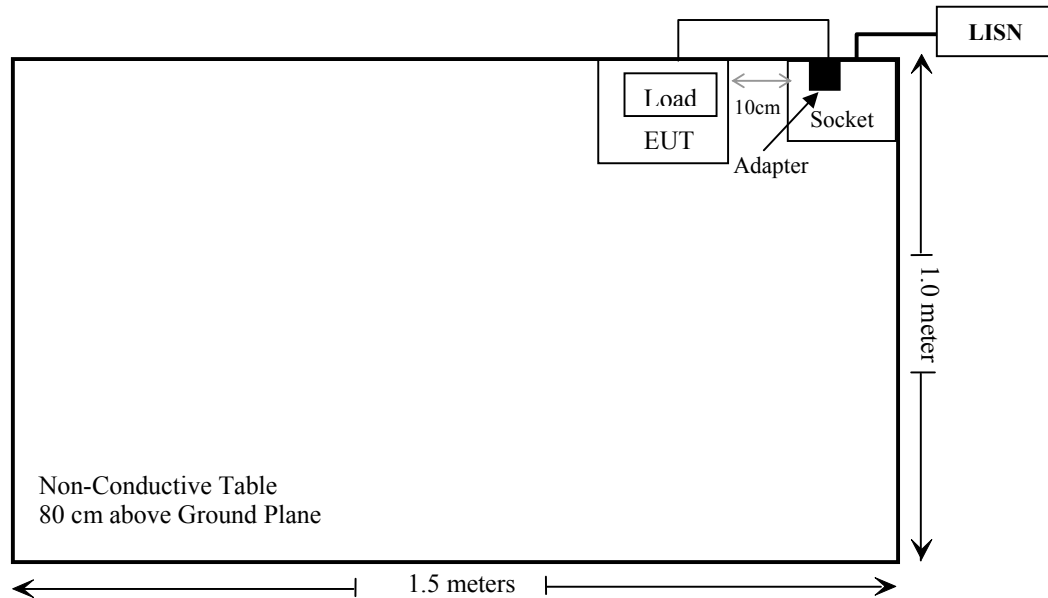 LISN
Load
10cm
EUT
Socket
Adapter
1.0 meter
Non-Conductive Table
80 cm above Ground Plane
1.5 meters